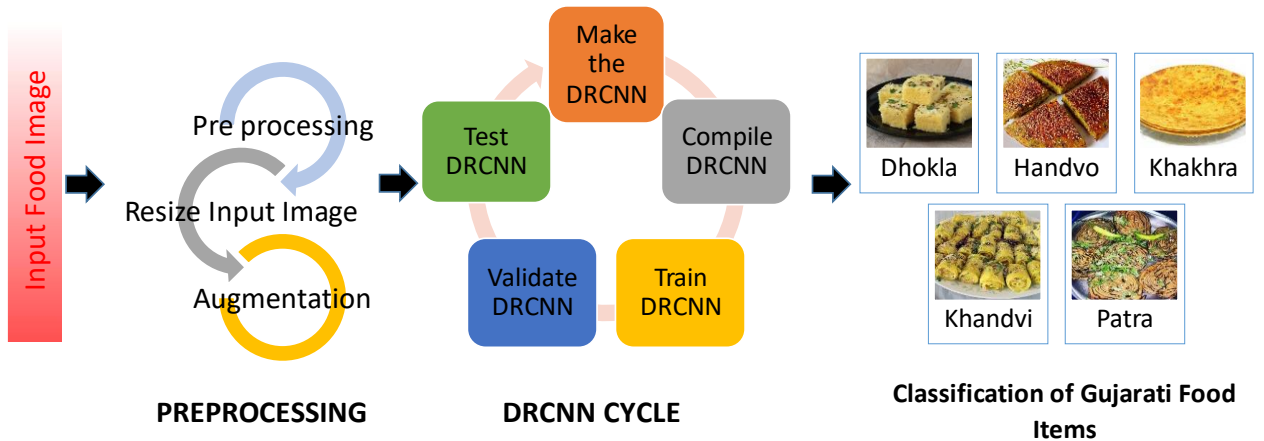 Input Food Image
Pre processing
Resize Input Image
Augmentation
PREPROCESSING
Make
the
DRCNN
Compile
DRCNN
Train
DRCNN
Validate
DRCNN
Test
DRCNN
DRCNN CYCLE
Dhokla
Handvo
Khakhra
Khandvi
Patra
Classification of Gujarati Food
Items